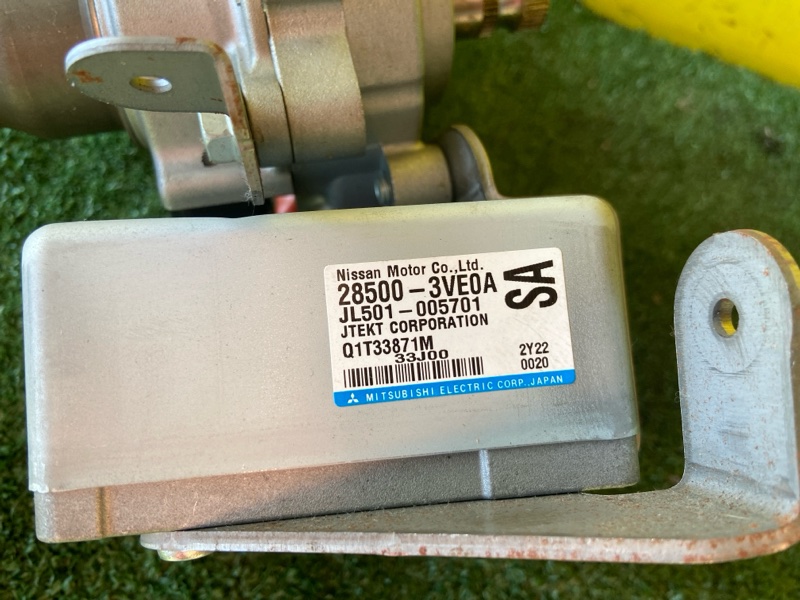 Nissan Motor Co.,Ltd.
28500-3VE0A
SA
JL501-005701
JTEKT CORPORATION
Q1T33871M
33J00
2Y22
0020
MITSUBISHI ELECTRIC CORP., JAPAN